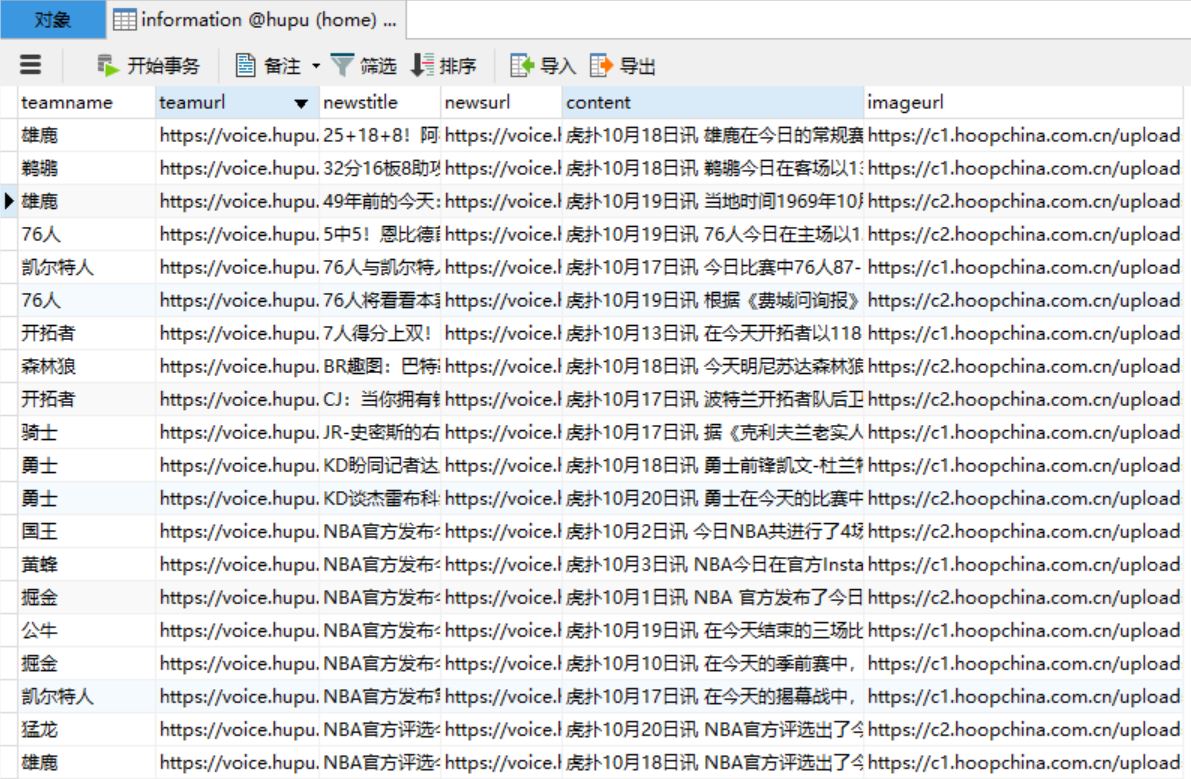 对象 information @hupu (home) ...
开始事务 备注 筛选 排序 导入 导出
teamname teamurl newstitle newsurl content imageurl
雄鹿 https://voice.hupu. 25+18+8！阿 https://voice.h 虎扑10月18日讯 雄鹿在今日的常规赛 https://c1.hoopchina.com.cn/upload
鹈鹕 https://voice.hupu. 32分16板8助攻 https://voice.h 虎扑10月18日讯 鹈鹕今日在客场以13 https://c1.hoopchina.com.cn/upload
雄鹿 https://voice.hupu. 49年前的今天: https://voice.h 虎扑10月19日讯 当地时间1969年10月 https://c2.hoopchina.com.cn/upload
76人 https://voice.hupu. 5中5！恩比德首 https://voice.h 虎扑10月19日讯 76人今日在主场以1. https://c2.hoopchina.com.cn/upload
凯尔特人 https://voice.hupu. 76人与凯尔特人 https://voice.h 虎扑10月17日讯 今日比赛中76人87- https://c1.hoopchina.com.cn/upload
76人 https://voice.hupu. 76人将看看本赛 https://voice.h 虎扑10月19日讯 根据《费城问询报》 https://c2.hoopchina.com.cn/upload
开拓者 https://voice.hupu. 7人得分上双！ https://voice.h 虎扑10月13日讯 在今天开拓者以118 https://c1.hoopchina.com.cn/upload
森林狼 https://voice.hupu. BR趣图：巴特 https://voice.h 虎扑10月18日讯 今天明尼苏达森林狼 https://c2.hoopchina.com.cn/upload
开拓者 https://voice.hupu. CJ：当你拥有 https://voice.h 虎扑10月17日讯 波特兰开拓者队后卫 https://c2.hoopchina.com.cn/upload
骑士 https://voice.hupu. JR-史密斯的右 https://voice.h 虎扑10月17日讯 据《克利夫兰老实人 https://c1.hoopchina.com.cn/upload
勇士 https://voice.hupu. KD盼同记者达 https://voice.h 虎扑10月18日讯 勇士前锋凯文-杜兰特 https://c1.hoopchina.com.cn/upload
勇士 https://voice.hupu. KD谈杰雷布科 https://voice.h 虎扑10月20日讯 勇士在今天的比赛中 https://c2.hoopchina.com.cn/upload
国王 https://voice.hupu. NBA官方发布今 https://voice.h 虎扑10月2日讯 今日NBA共进行了4场 https://c2.hoopchina.com.cn/upload
黄蜂 https://voice.hupu. NBA官方发布今 https://voice.h 虎扑10月3日讯 NBA今日在官方Insta https://c1.hoopchina.com.cn/upload
掘金 https://voice.hupu. NBA官方发布今 https://voice.h 虎扑10月1日讯 NBA 官方发布了今日 https://c2.hoopchina.com.cn/upload
公牛 https://voice.hupu. NBA官方发布今 https://voice.h 虎扑10月19日讯 在今天结束的三场比 https://c1.hoopchina.com.cn/upload
掘金 https://voice.hupu. NBA官方发布今 https://voice.h 虎扑10月10日讯 在今天的季前赛中， https://c1.hoopchina.com.cn/upload
凯尔特人 https://voice.hupu. NBA官方发布 https://voice.h 虎扑10月17日讯 在今天的揭幕战中， https://c1.hoopchina.com.cn/upload
猛龙 https://voice.hupu. NBA官方评选今 https://voice.h 虎扑10月20日讯 NBA官方评选出了今 https://c2.hoopchina.com.cn/upload
雄鹿 https://voice.hupu. NBA官方评选今 https://voice.h 虎扑10月18日讯 NBA官方评选出了今 https://c1.hoopchina.com.cn/upload